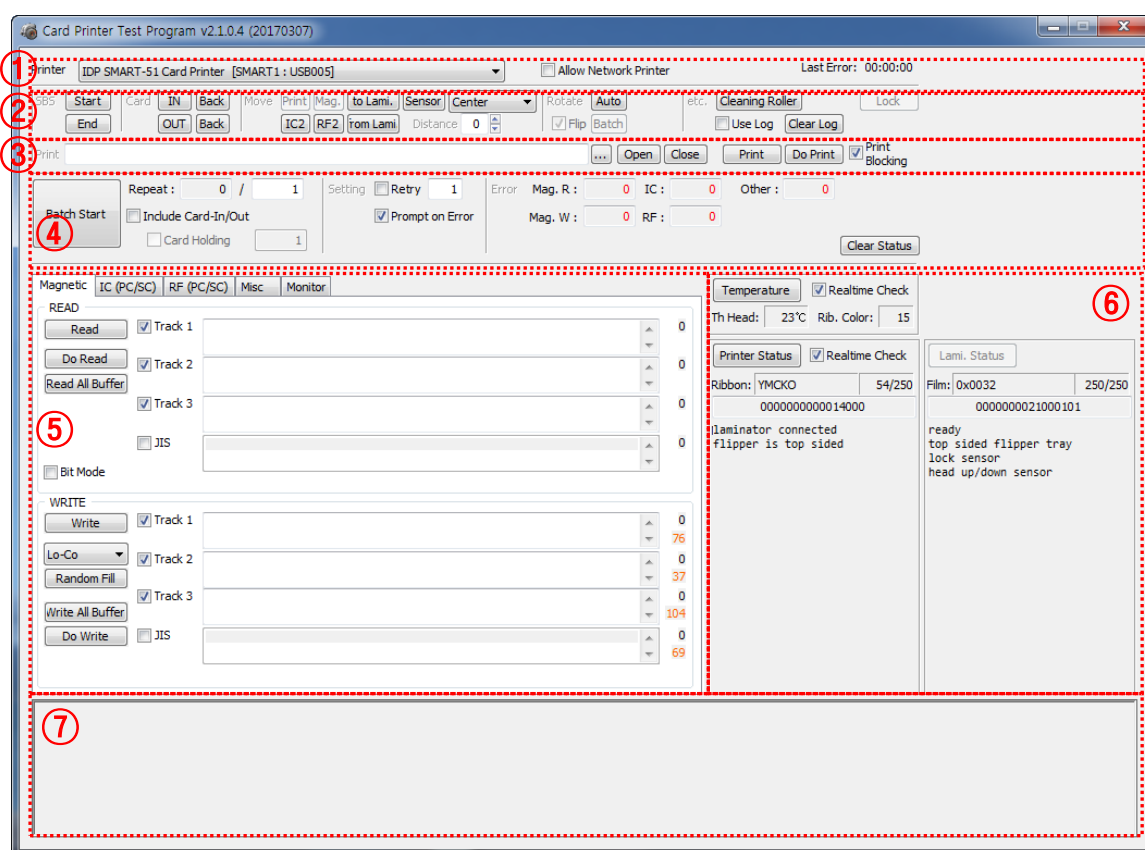 Card Printer Test Program v2.1.0.4 (20170307)
①
Printer IDP SMART-51 Card Printer [SMART1 : USB005] Allow Network Printer Last Error: 00:00:00
②
SBS Start Card IN Back Move Print Mag. to Lami. Sensor Center Rotate Auto etc. Cleaning Roller Lock
End OUT Back IC2 RF2 from Lami Distance 0 Flip Batch Use Log Clear Log
③
Print ... Open Close Print Do Print Print Blocking
④
Batch Start Repeat : 0 / 1 Setting Retry 1 Error Mag. R : 0 IC : 0 Other : 0
Include Card-In/Out Prompt on Error Mag. W : 0 RF : 0
Card Holding 1 Clear Status
Magnetic IC (PC/SC) RF (PC/SC) Misc Monitor
⑤
READ
Read Track 1 0
Do Read Track 2 0
Read All Buffer
Track 3 0
JIS 0
Bit Mode
WRITE
Write Track 1 0
76
Lo-Co Track 2 0
Random Fill 37
Track 3 0
Write All Buffer 104
Do Write JIS 0
69
⑥
Temperature Realtime Check
Th Head: 23℃ Rib. Color: 15
Printer Status Realtime Check
Ribbon: YMCKO 54/250
0000000000014000
laminator connected
flipper is top sided
Lami. Status
Film: 0x0032 250/250
0000000021000101
ready
top sided flipper tray
lock sensor
head up/down sensor
⑦